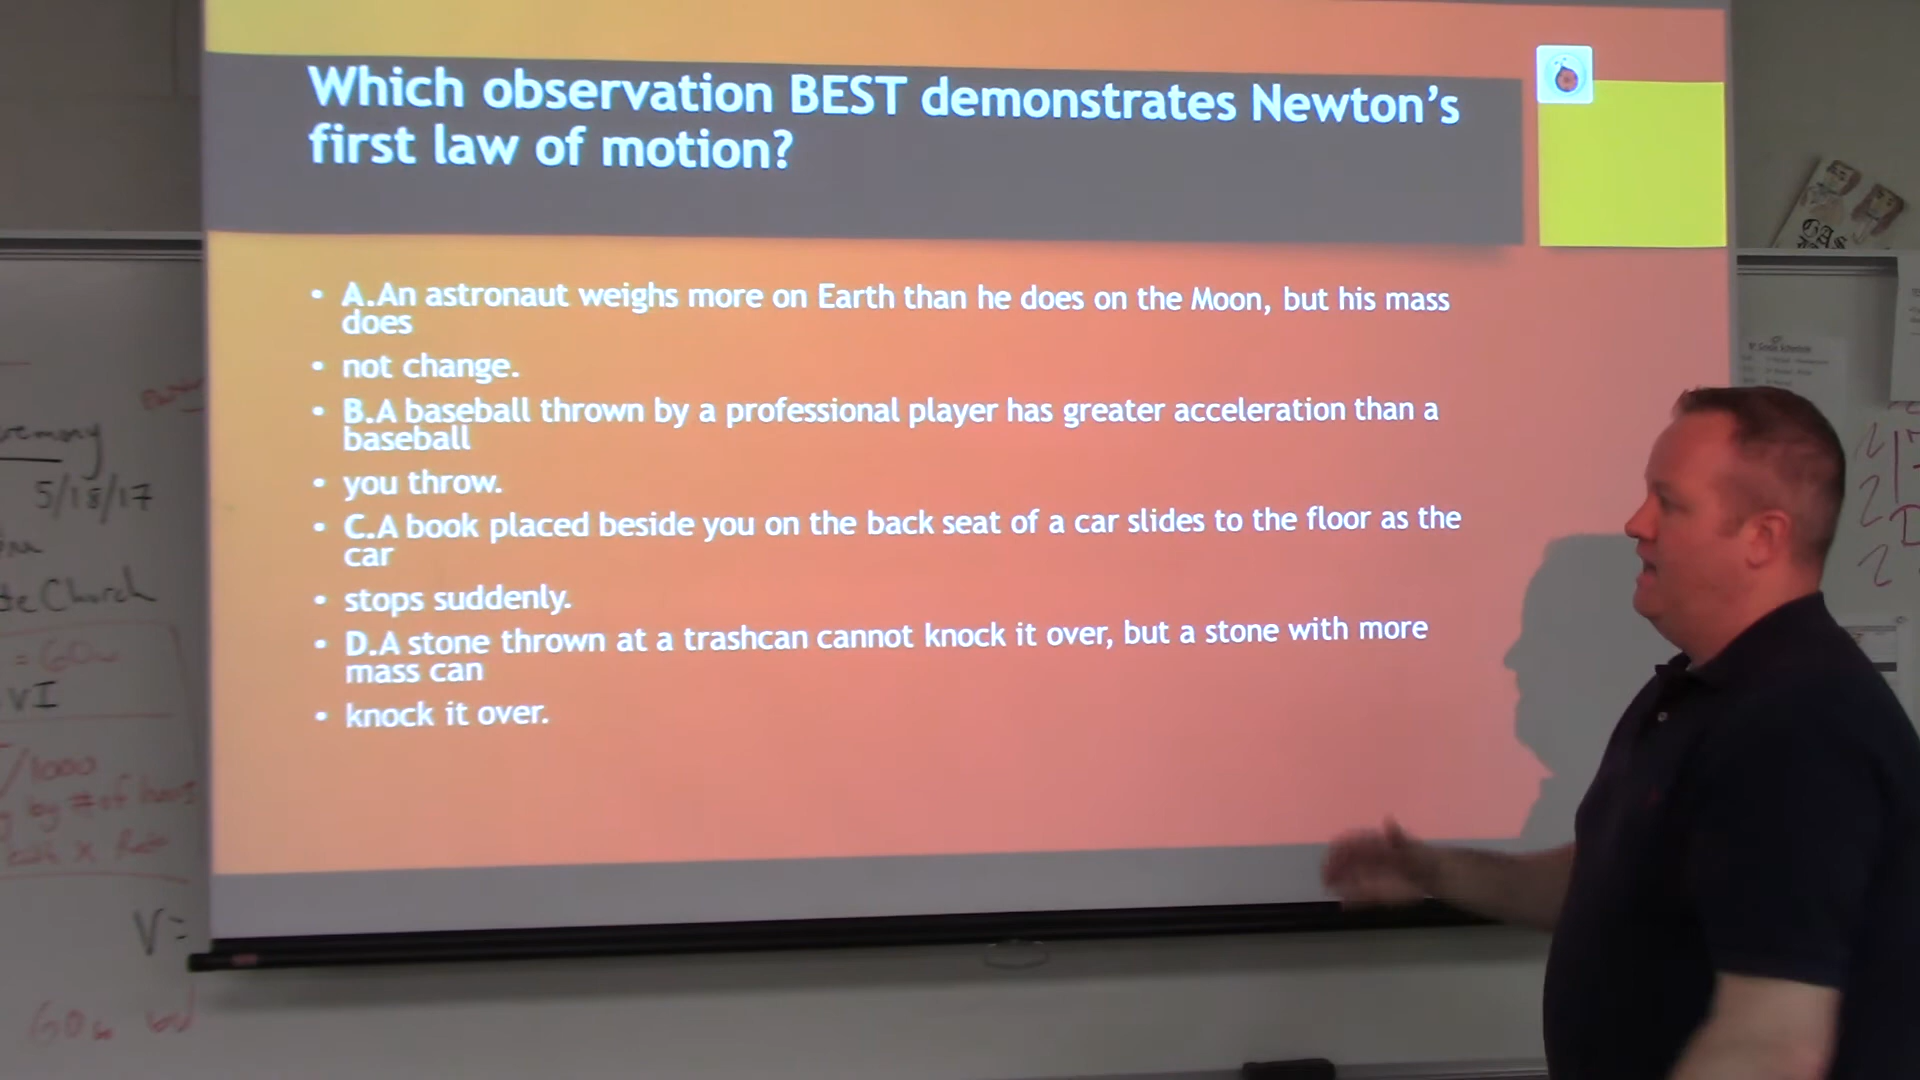 Which observation BEST demonstrates Newton's
first law of motion?
• A.An astronaut weighs more on Earth than he does on the Moon, but his mass
does
• not change.
• B.A baseball thrown by a professional player has greater acceleration than a
baseball
• you throw.
• C.A book placed beside you on the back seat of a car slides to the floor as the
car
• stops suddenly.
• D.A stone thrown at a trashcan cannot knock it over, but a stone with more
mass can
• knock it over.
5/18/17
Church
= 60w
VI
/1000
by # of hours
x Rate
V=
GAS